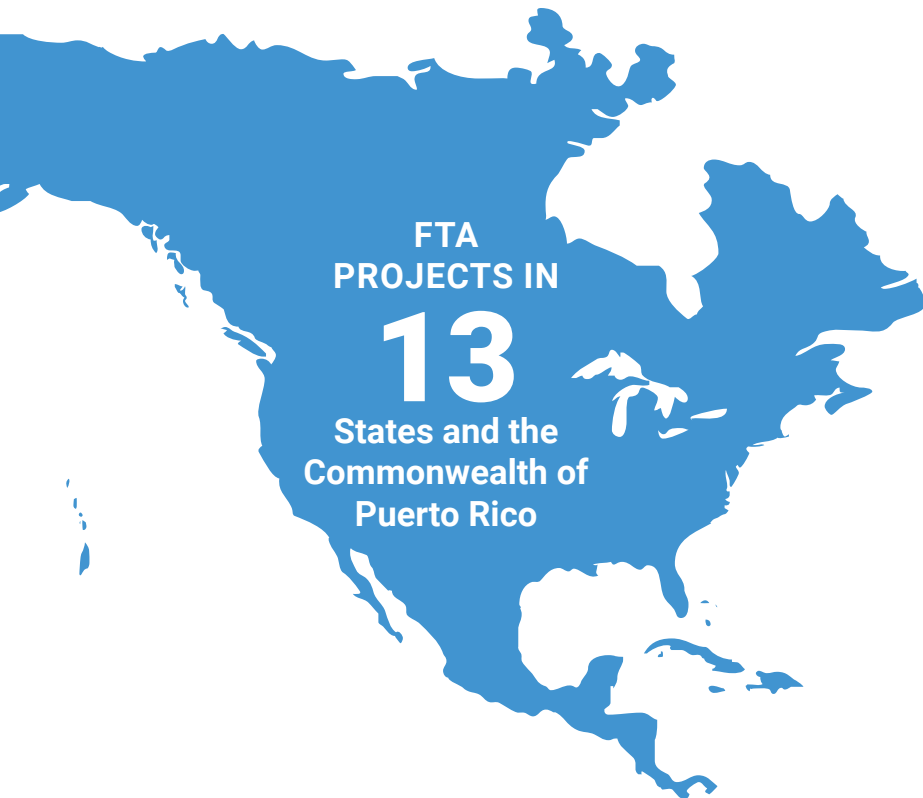 FTA
PROJECTS IN
13
States and the
Commonwealth of
Puerto Rico